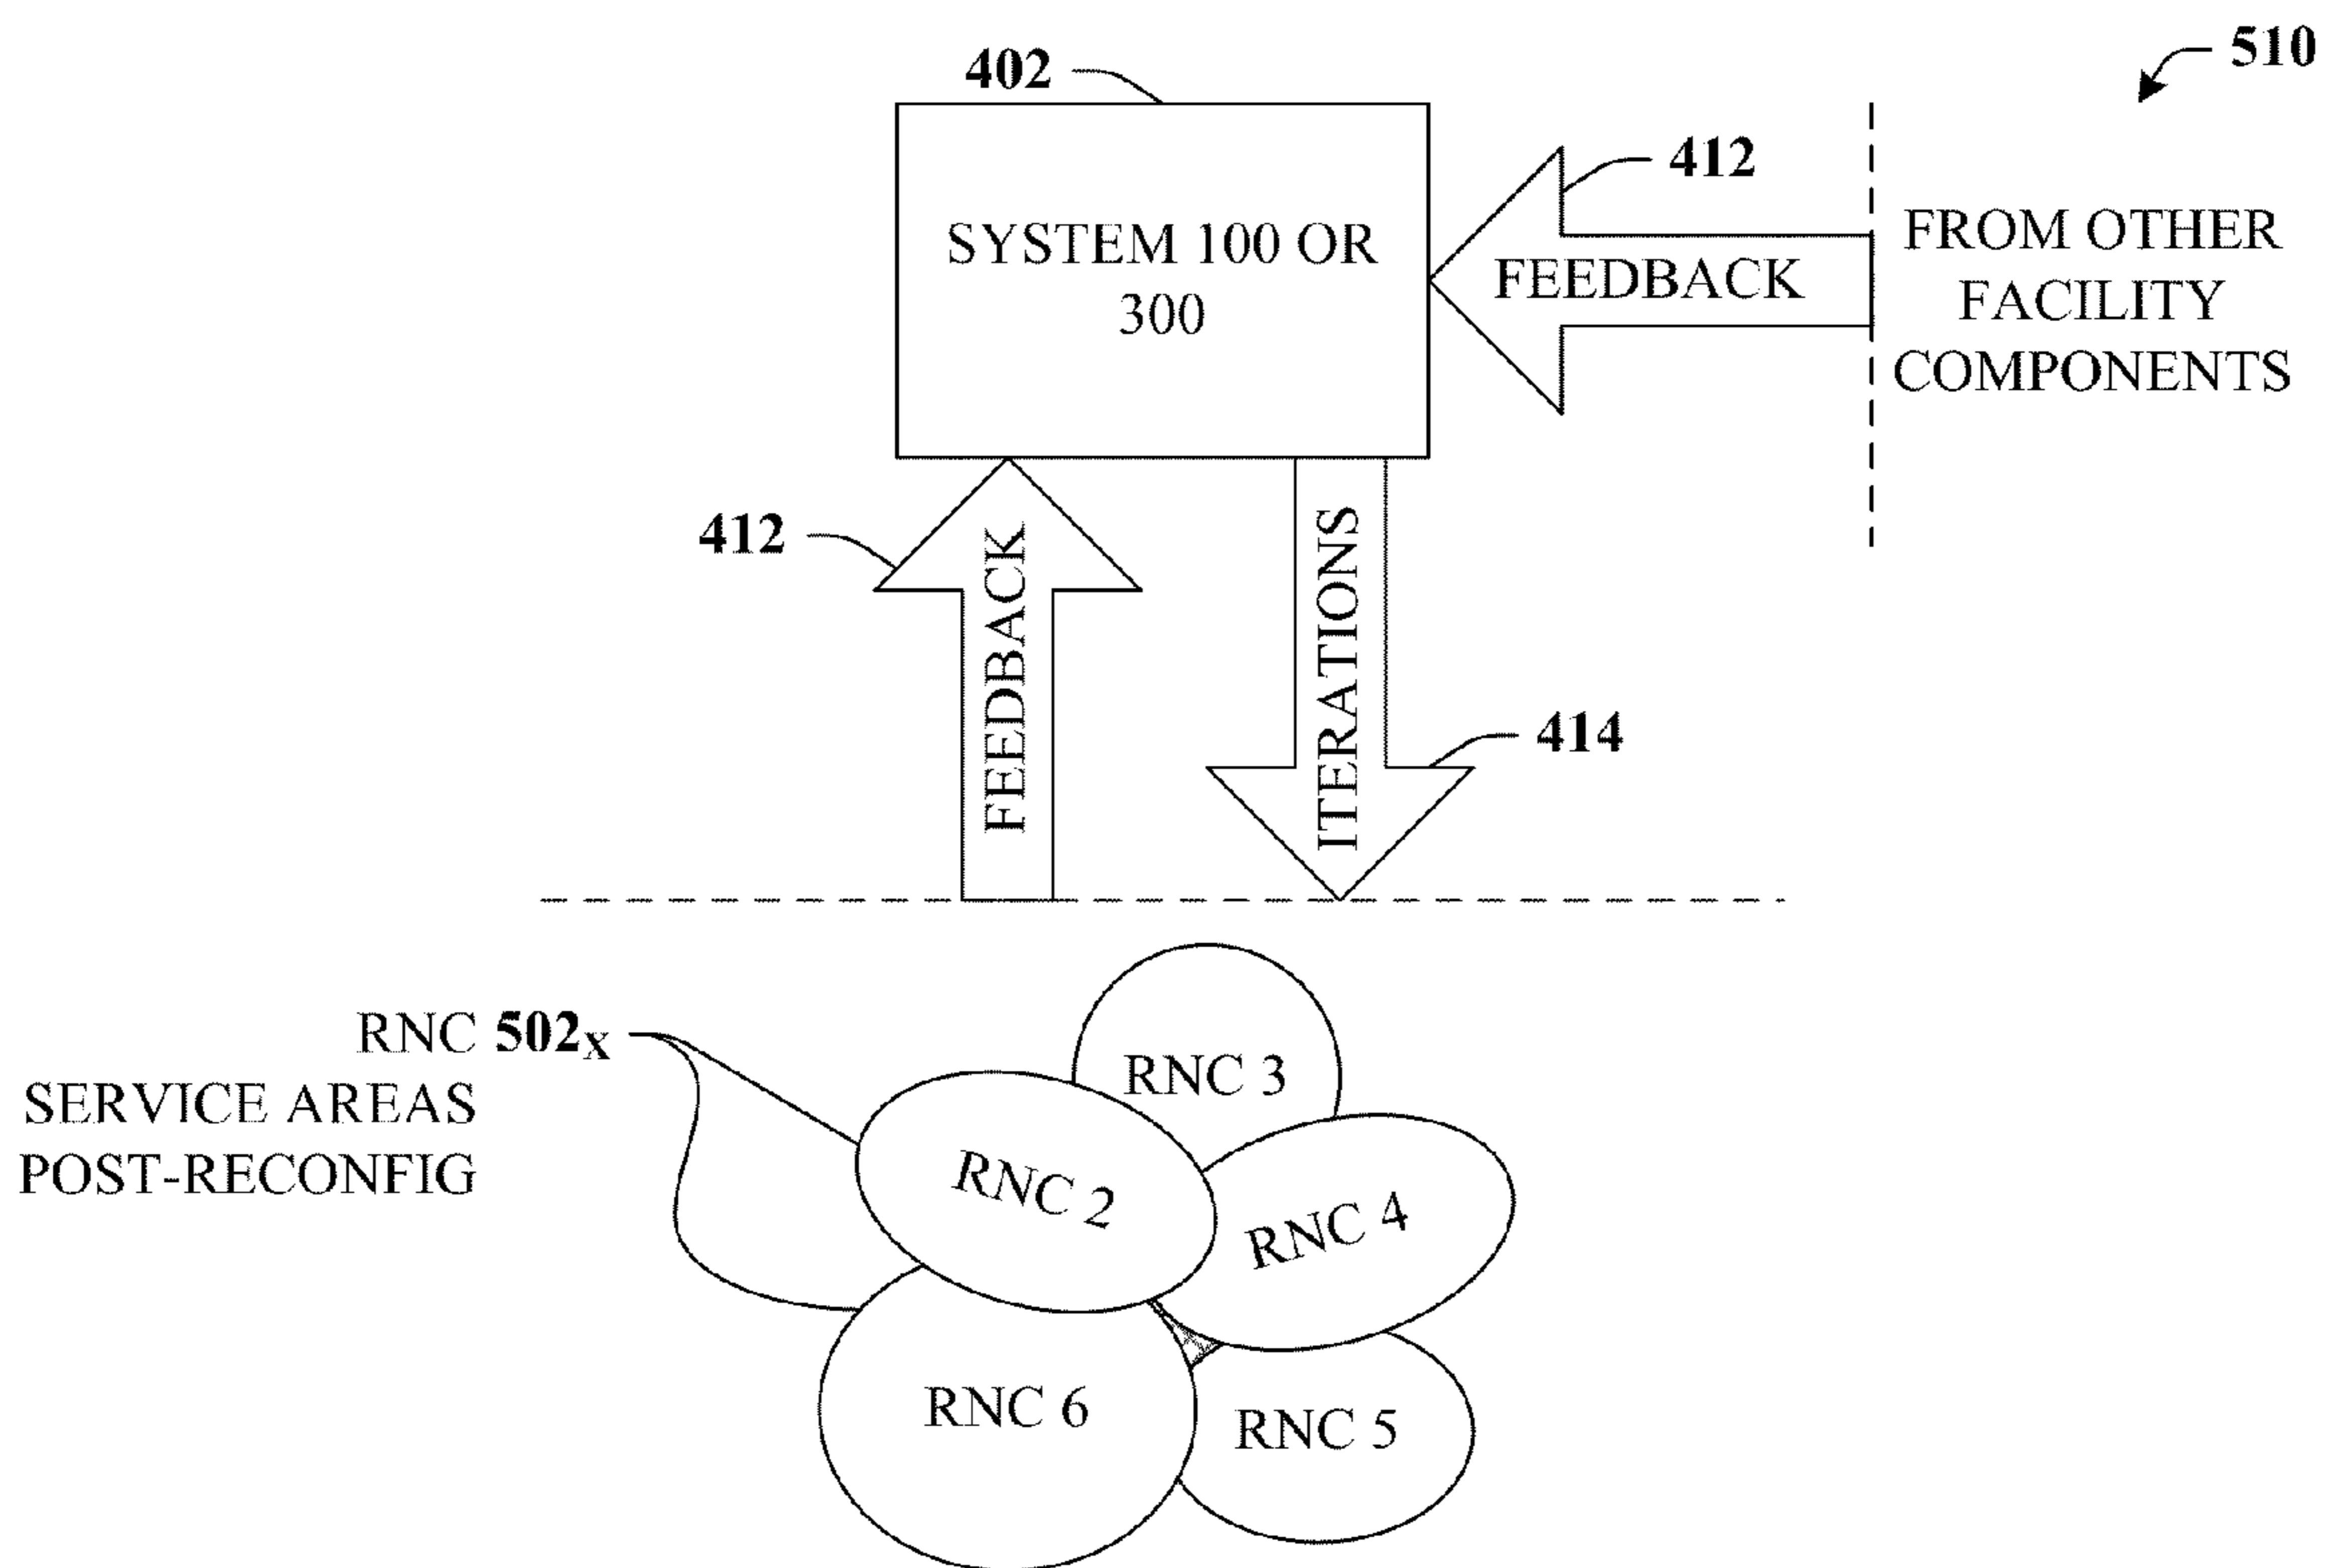 510
402
412
SYSTEM 100 OR
300
FEEDBACK
FROM OTHER
FACILITY
COMPONENTS
412
FEEDBACK
ITERATIONS
414
RNC 502X
SERVICE AREAS
POST-RECONFIG
RNC 3
RNC 2
RNC 4
RNC 6
RNC 5